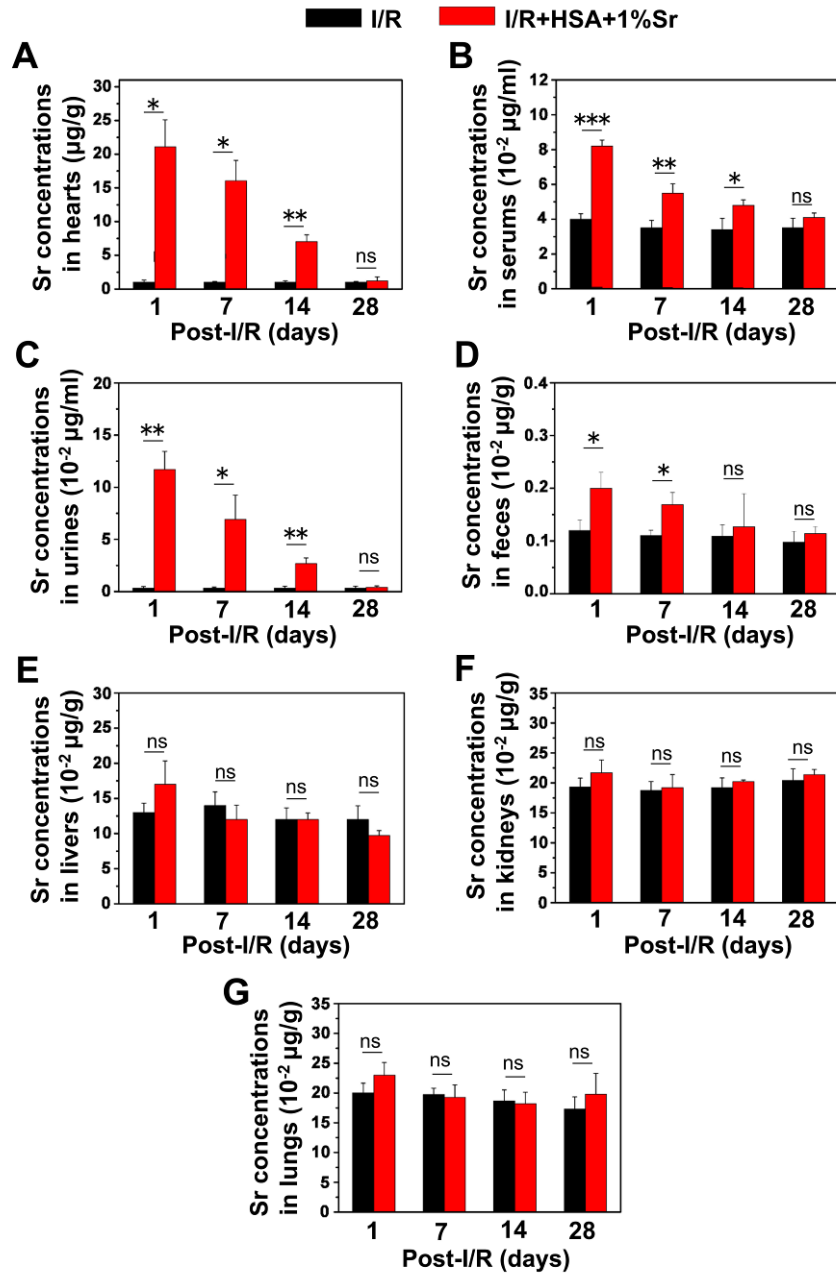 I/R I/R+HSA+1%Sr
A
Sr concentrations
in hearts (µg/g)
30
25
20
15
10
5
0
* * ** ns
1 7 14 28
Post-I/R (days)
B
Sr concentrations
in serums (10⁻² µg/ml)
12
10
8
6
4
2
0
*** ** * ns
1 7 14 28
Post-I/R (days)
C
Sr concentrations
in urines (10⁻² µg/ml)
20
15
10
5
0
** * ** ns
1 7 14 28
Post-I/R (days)
D
Sr concentrations
in feces (10⁻² µg/g)
0.4
0.3
0.2
0.1
0.0
* * ns ns
1 7 14 28
Post-I/R (days)
E
Sr concentrations
in livers (10⁻² µg/g)
30
25
20
15
10
5
0
ns ns ns ns
1 7 14 28
Post-I/R (days)
F
Sr concentrations
in kidneys (10⁻² µg/g)
35
30
25
20
15
10
5
0
ns ns ns ns
1 7 14 28
Post-I/R (days)
G
Sr concentrations
in lungs (10⁻² µg/g)
35
30
25
20
15
10
5
0
ns ns ns ns
1 7 14 28
Post-I/R (days)